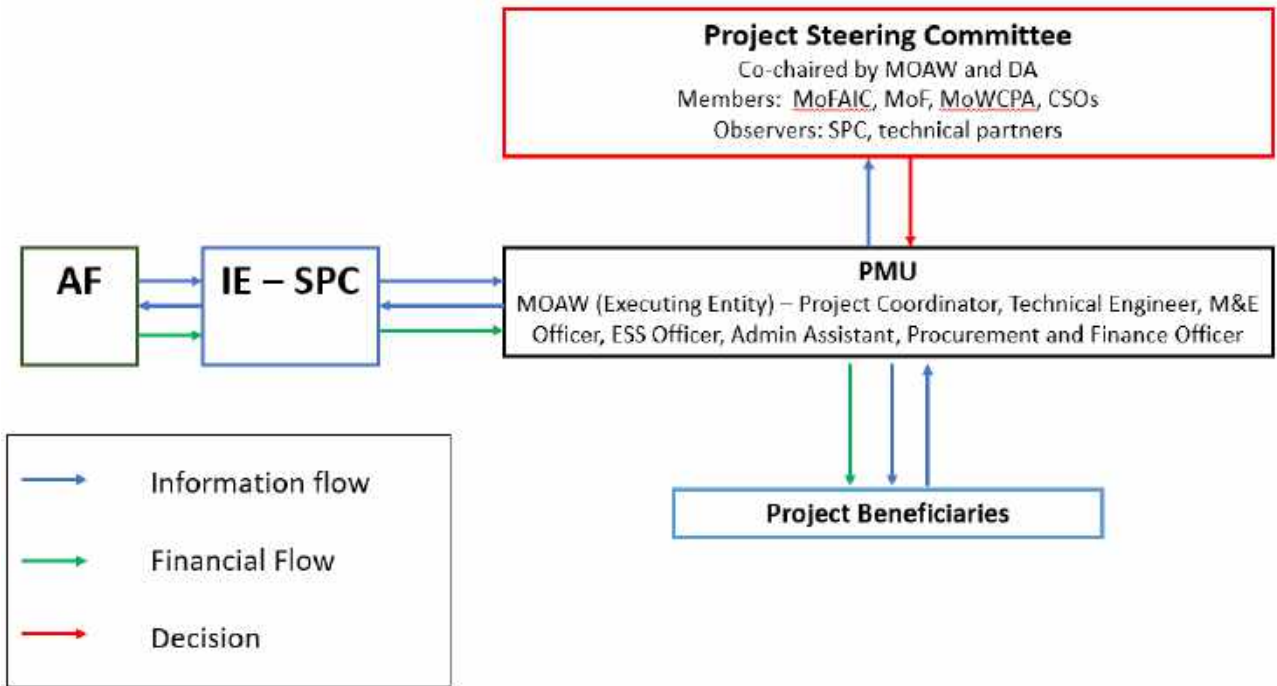 Project Steering Committee
Co-chaired by MOAW and DA
Members: MoFAIC, MoF, MoWCPA, CSOs
Observers: SPC, technical partners
AF
IE – SPC
PMU
MOAW (Executing Entity) – Project Coordinator, Technical Engineer, M&E
Officer, ESS Officer, Admin Assistant, Procurement and Finance Officer
Project Beneficiaries
Information flow
Financial Flow
Decision